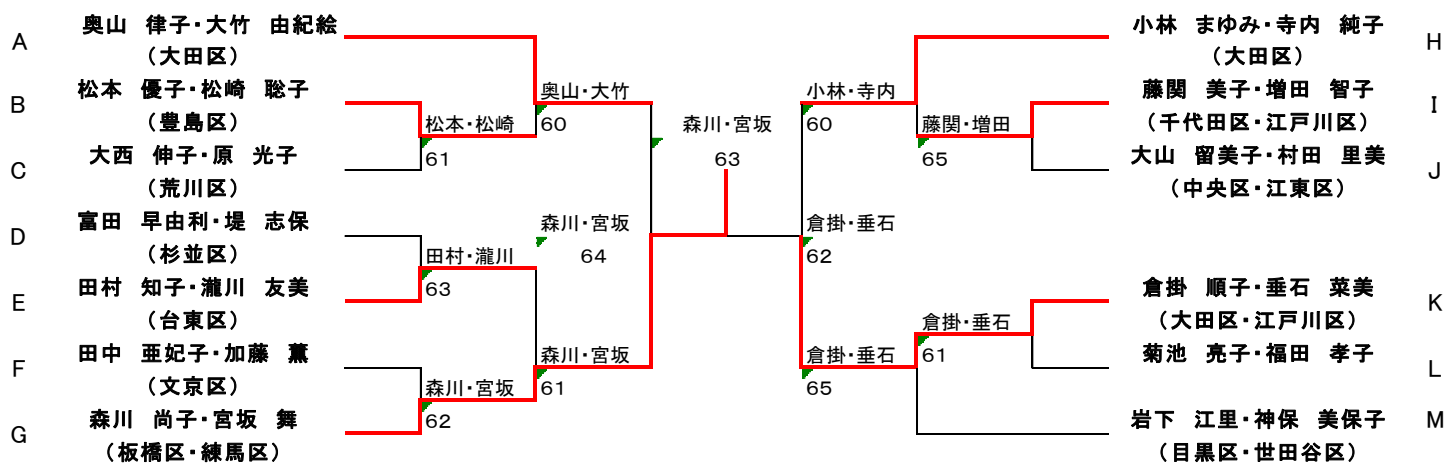 A
奥山 律子・大竹 由紀絵
（大田区）
B
松本 優子・松崎 聡子
（豊島区）
C
大西 伸子・原 光子
（荒川区）
D
富田 早由利・堤 志保
（杉並区）
E
田村 知子・瀧川 友美
（台東区）
F
田中 亜妃子・加藤 薫
（文京区）
G
森川 尚子・宮坂 舞
（板橋区・練馬区）
松本・松崎
61
田村・瀧川
63
森川・宮坂
62
奥山・大竹
60
森川・宮坂
64
森川・宮坂
61
森川・宮坂
63
小林・寺内
60
倉掛・垂石
62
倉掛・垂石
65
藤関・増田
65
倉掛・垂石
61
小林 まゆみ・寺内 純子
（大田区）
H
藤関 美子・増田 智子
（千代田区・江戸川区）
I
大山 留美子・村田 里美
（中央区・江東区）
J
倉掛 順子・垂石 菜美
（大田区・江戸川区）
K
菊池 亮子・福田 孝子
L
岩下 江里・神保 美保子
（目黒区・世田谷区）
M